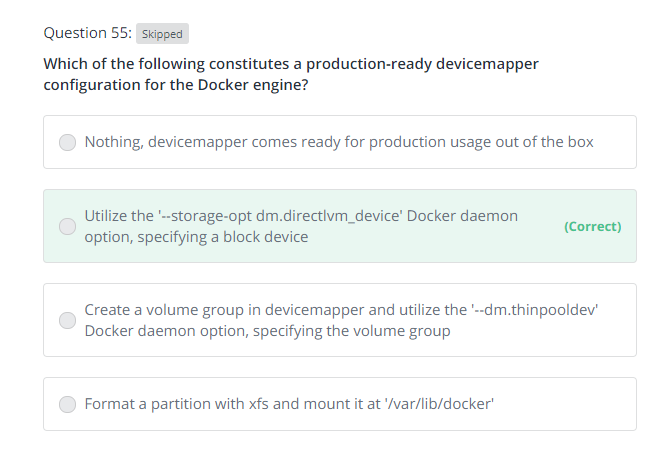 Question 55: Skipped
Which of the following constitutes a production-ready devicemapper
configuration for the Docker engine?
Nothing, devicemapper comes ready for production usage out of the box
Utilize the '--storage-opt dm.directlvm_device' Docker daemon
option, specifying a block device
(Correct)
Create a volume group in devicemapper and utilize the '--dm.thinpooldev'
Docker daemon option, specifying the volume group
Format a partition with xfs and mount it at '/var/lib/docker'